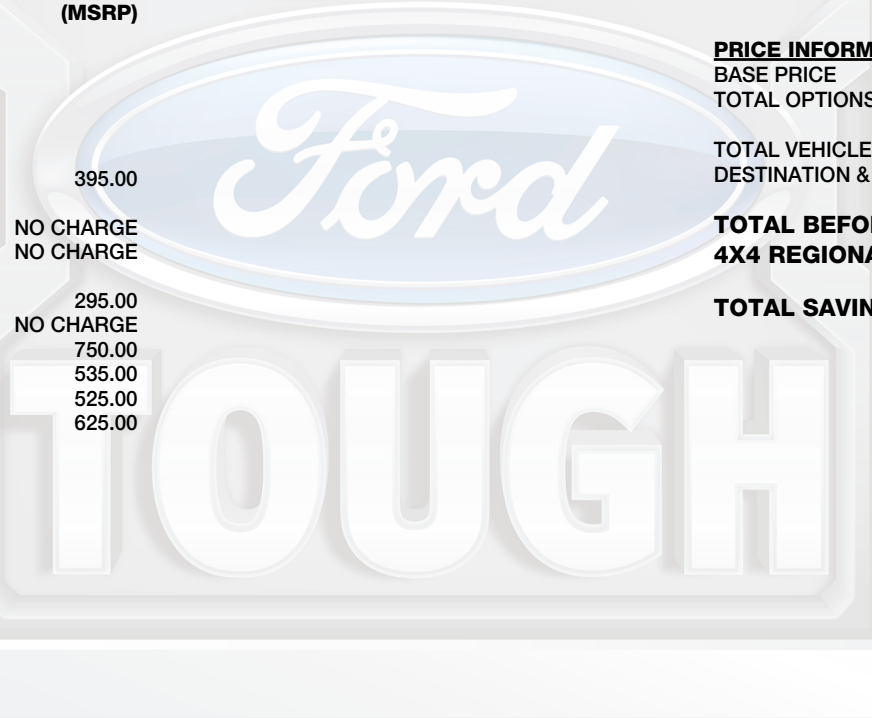 (MSRP)
395.00
NO CHARGE
NO CHARGE
295.00
NO CHARGE
750.00
535.00
525.00
625.00
PRICE INFORM
BASE PRICE
TOTAL OPTIONS
TOTAL VEHICLE
DESTINATION &
TOTAL BEFO
4X4 REGIONA
TOTAL SAVIN
Ford
TOUGH